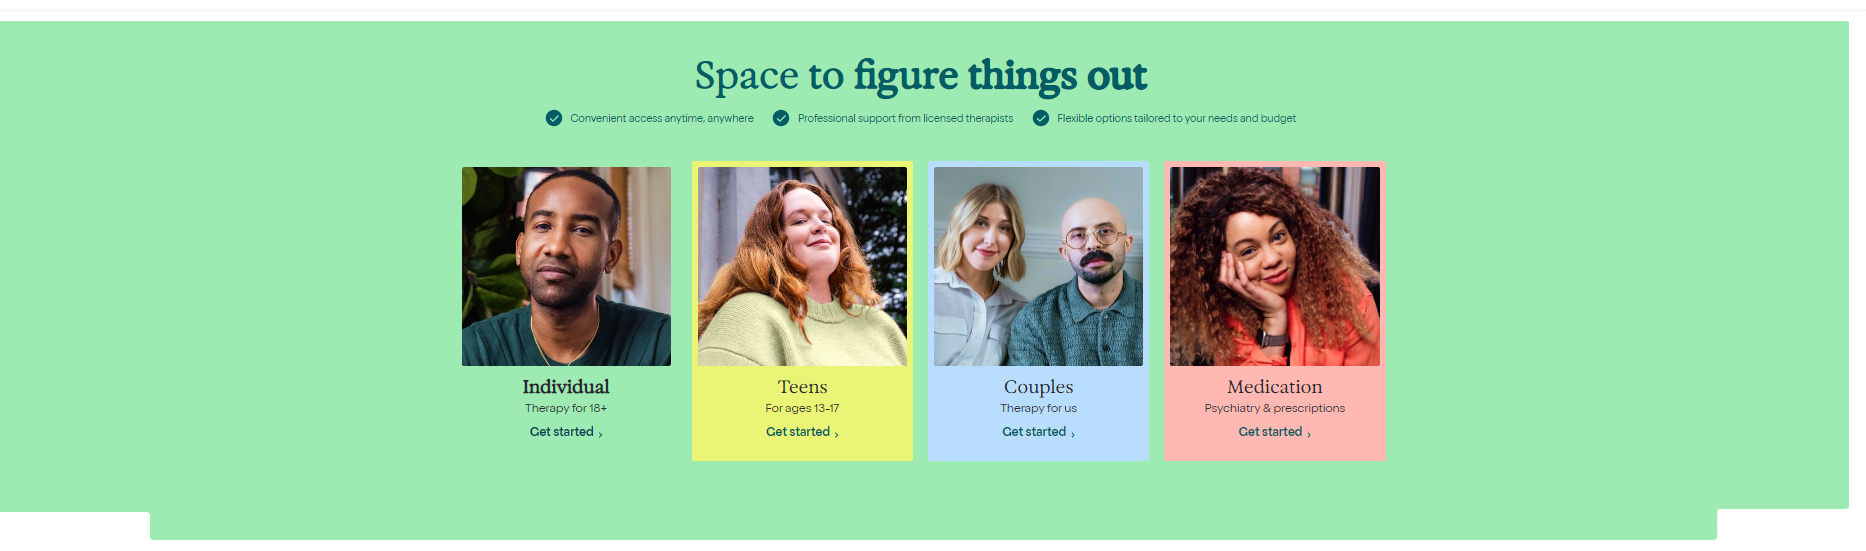 Space to figure things out
Convenient access anytime, anywhere
Professional support from licensed therapists
Flexible options tailored to your needs and budget
Individual
Therapy for 18+
Get started ›
Teens
For ages 13-17
Get started ›
Couples
Therapy for us
Get started ›
Medication
Psychiatry & prescriptions
Get started ›